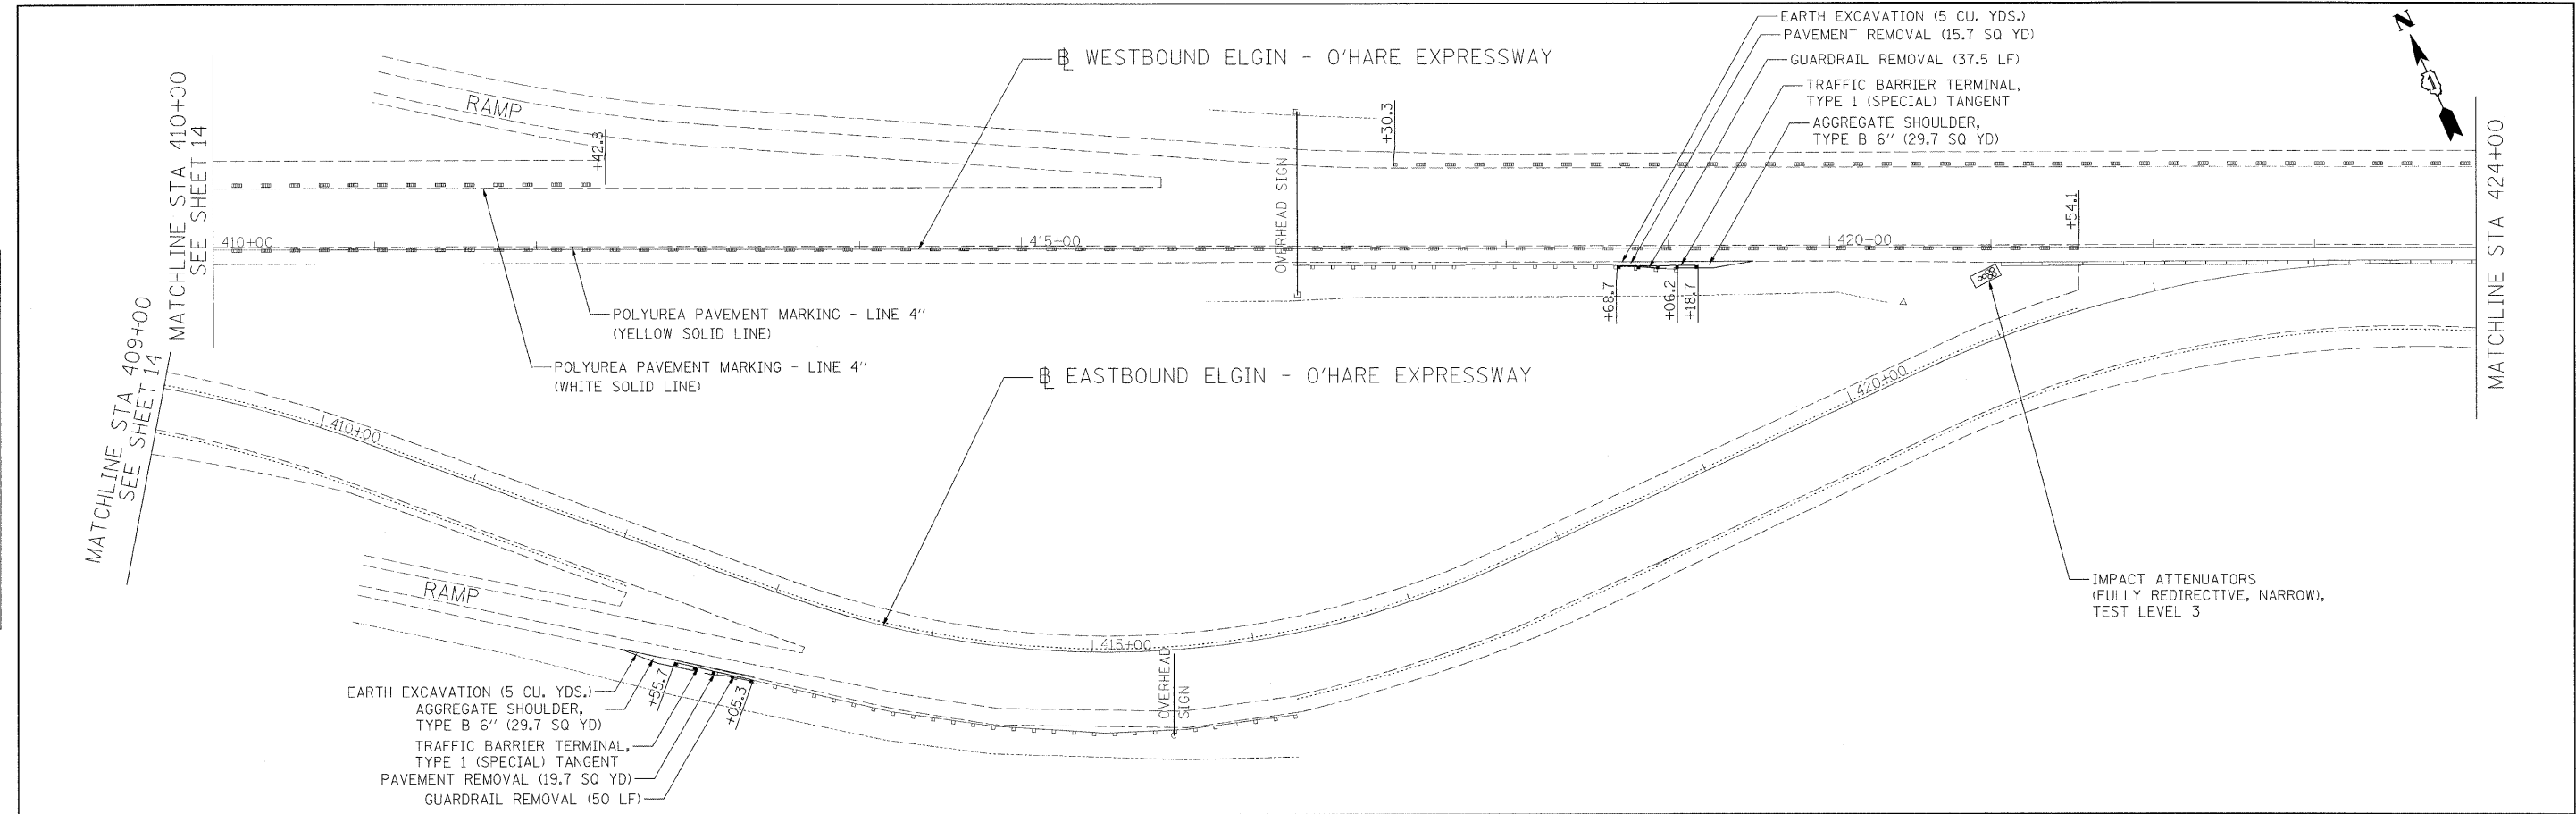 EARTH EXCAVATION (5 CU. YDS.)
PAVEMENT REMOVAL (15.7 SQ YD)
GUARDRAIL REMOVAL (37.5 LF)
TRAFFIC BARRIER TERMINAL,
TYPE 1 (SPECIAL) TANGENT
AGGREGATE SHOULDER,
TYPE B 6" (29.7 SQ YD)
N
℄ WESTBOUND ELGIN - O'HARE EXPRESSWAY
RAMP
+42.8
+30.3
OVERHEAD SIGN
MATCHLINE STA 410+00
SEE SHEET 14
410+00
415+00
420+00
+54.1
MATCHLINE STA 424+00
+68.7
+06.2
+18.7
POLYUREA PAVEMENT MARKING - LINE 4"
(YELLOW SOLID LINE)
POLYUREA PAVEMENT MARKING - LINE 4"
(WHITE SOLID LINE)
℄ EASTBOUND ELGIN - O'HARE EXPRESSWAY
MATCHLINE STA 409+00
SEE SHEET 14
410+00
420+00
415+00
RAMP
OVERHEAD
SIGN
+55.7
+05.3
EARTH EXCAVATION (5 CU. YDS.)
AGGREGATE SHOULDER,
TYPE B 6" (29.7 SQ YD)
TRAFFIC BARRIER TERMINAL,
TYPE 1 (SPECIAL) TANGENT
PAVEMENT REMOVAL (19.7 SQ YD)
GUARDRAIL REMOVAL (50 LF)
IMPACT ATTENUATORS
(FULLY REDIRECTIVE, NARROW),
TEST LEVEL 3